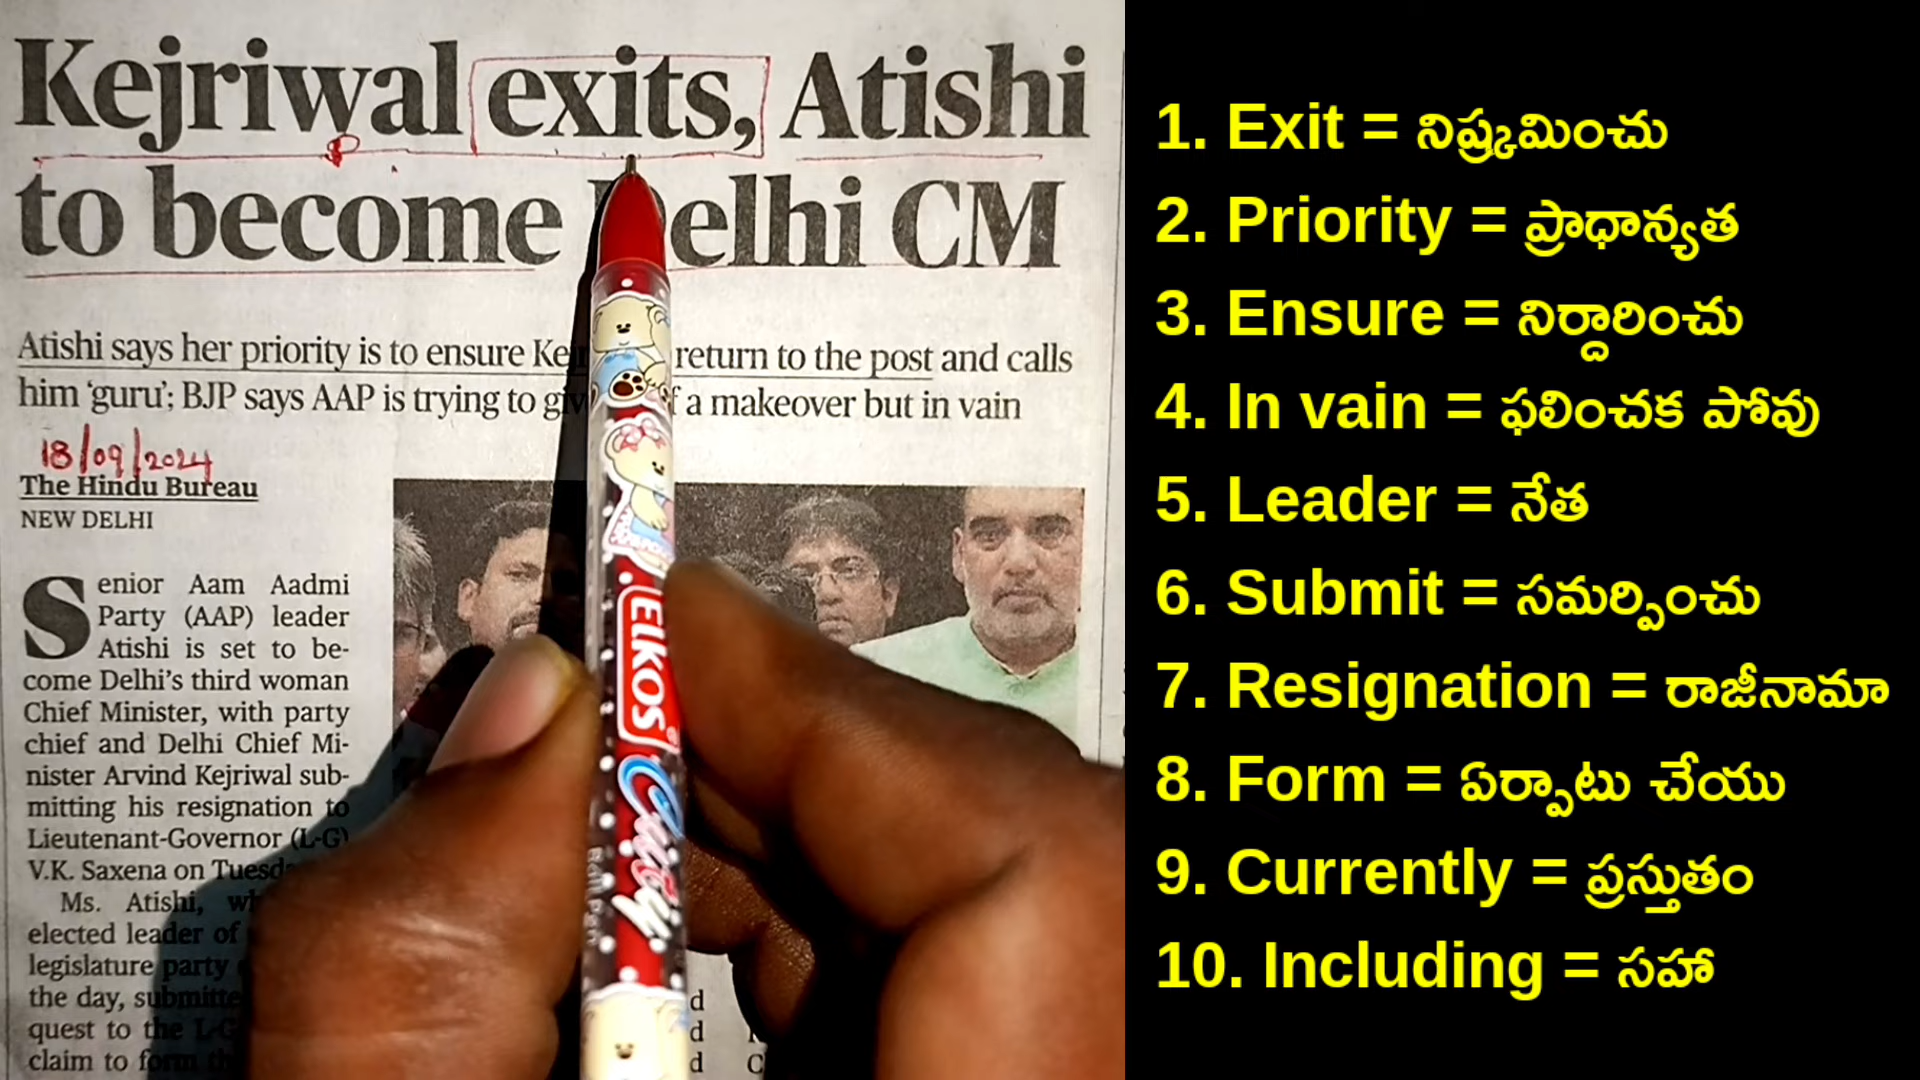 Kejriwal exits, Atishi
to become Delhi CM
Atishi says her priority is to ensure return to the post and calls
him ‘guru’; BJP says AAP is trying to a makeover but in vain
18/09/2024
The Hindu Bureau
NEW DELHI
Senior Aam Aadmi
Party (AAP) leader
Atishi is set to be-
come Delhi’s third woman
Chief Minister, with party
chief and Delhi Chief Mi-
nister Arvind Kejriwal sub-
mitting his resignation to
Lieutenant-Governor (L-G)
V.K. Saxena on
Ms. Atishi,
elected leader of
legislature party
the day,
quest to the L-G
claim to form
ELKOS
Cutty
Ball Pen
1. Exit = నిష్క్రమించు
2. Priority = ప్రాధాన్యత
3. Ensure = నిర్ధారించు
4. In vain = ఫలించక పోవు
5. Leader = నేత
6. Submit = సమర్పించు
7. Resignation = రాజీనామా
8. Form = ఏర్పాటు చేయు
9. Currently = ప్రస్తుతం
10. Including = సహా